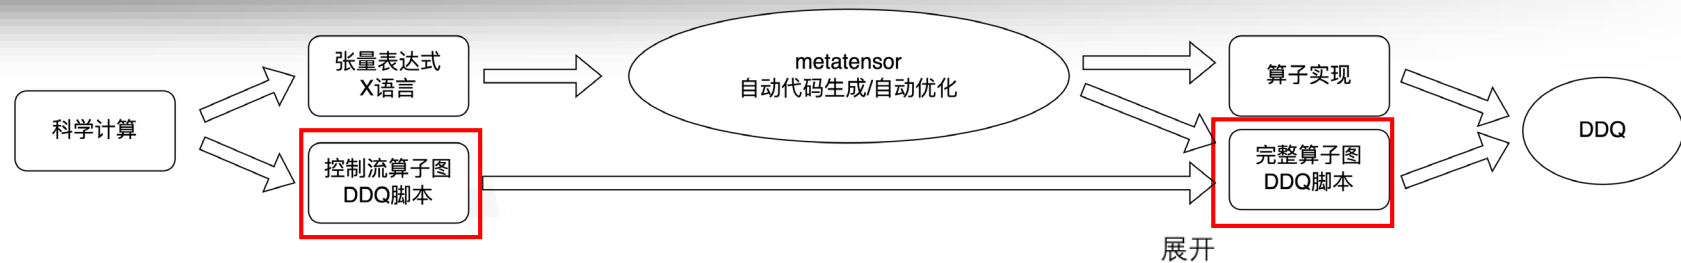 科学计算
张量表达式
X语言
控制流算子图
DDQ脚本
metatensor
自动代码生成/自动优化
算子实现
完整算子图
DDQ脚本
展开
DDQ